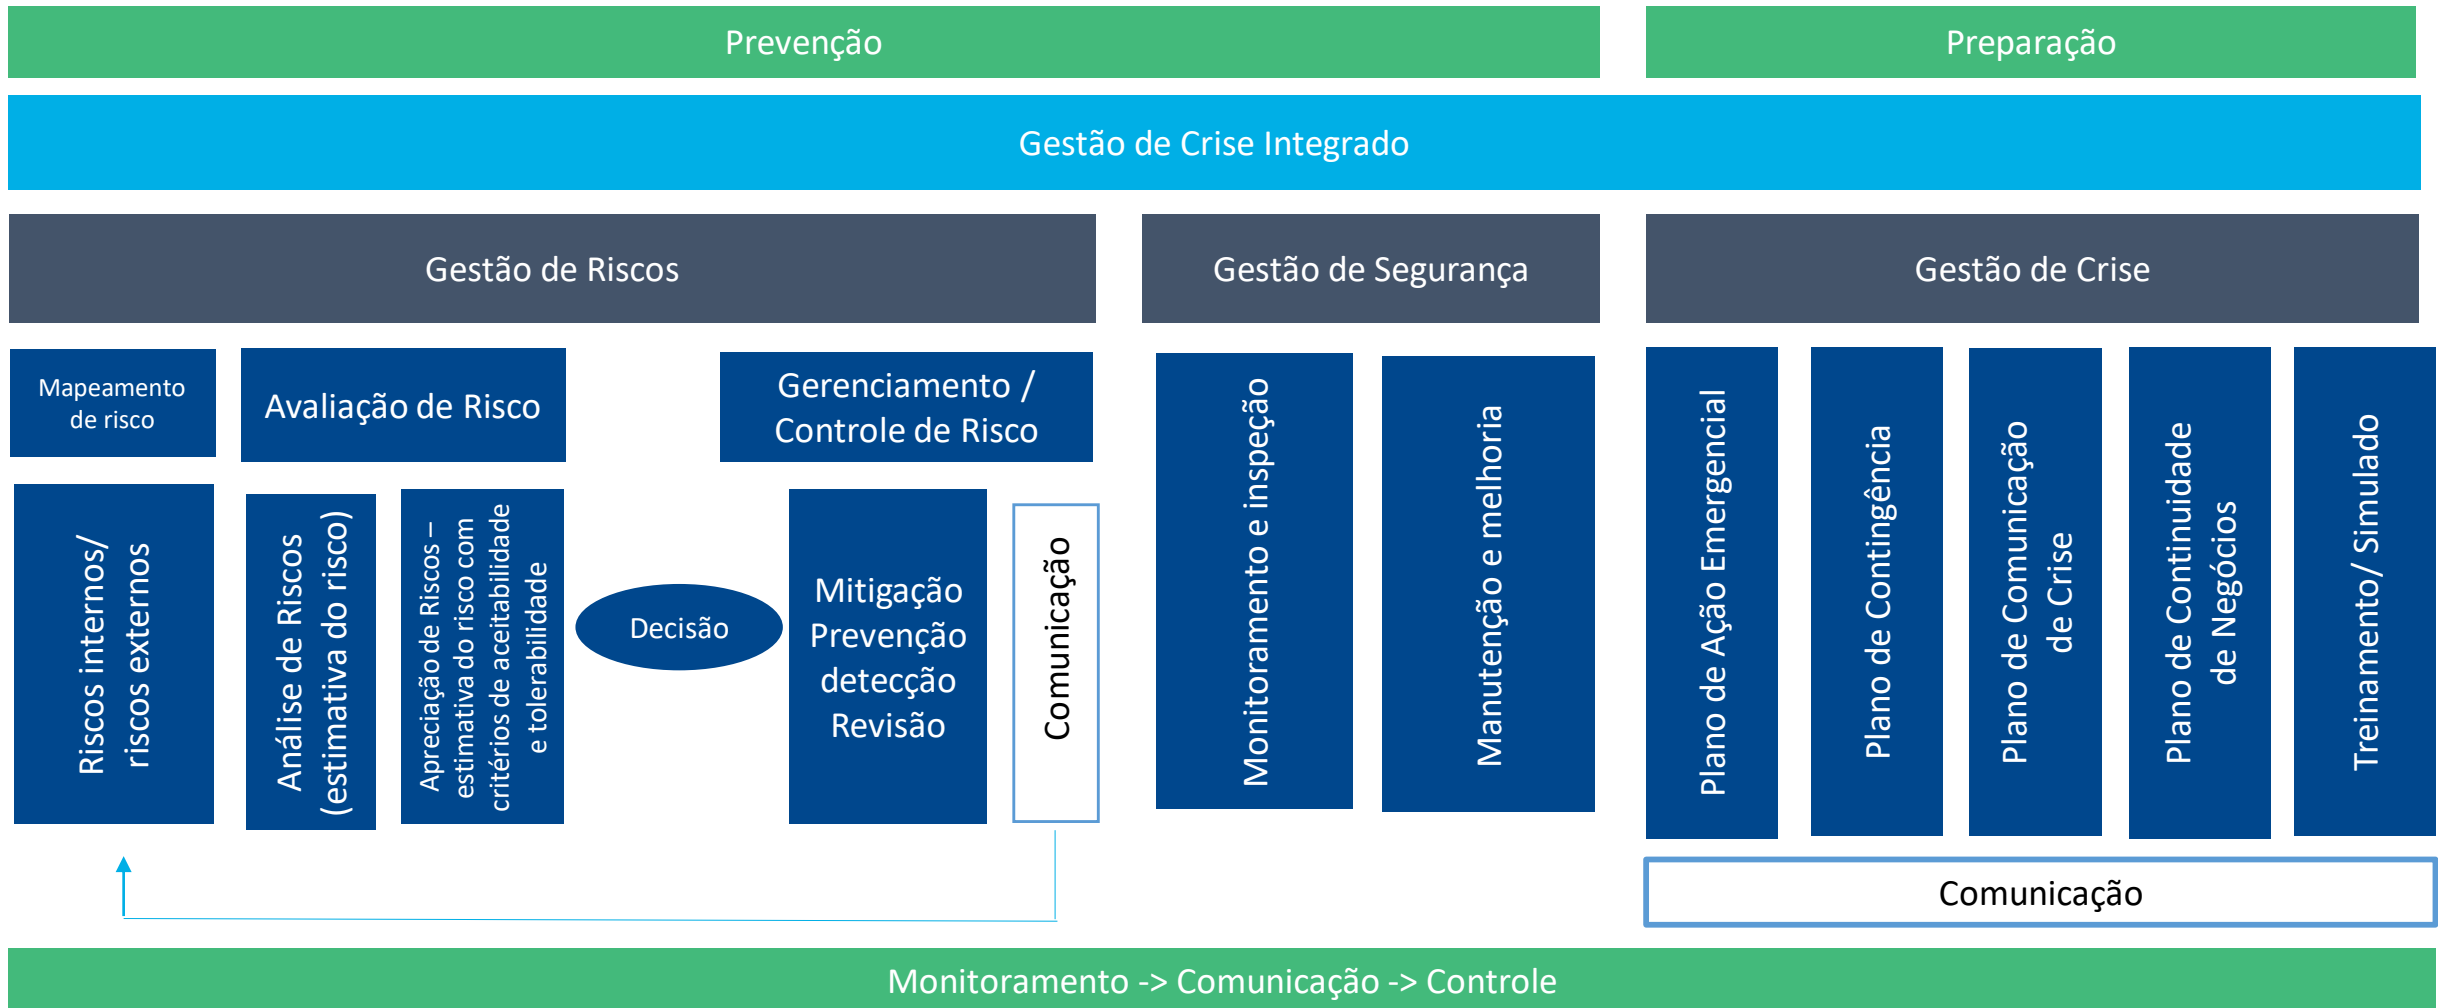 Prevenção
Preparação
Gestão de Crise Integrado
Gestão de Riscos
Gestão de Segurança
Gestão de Crise
Mapeamento
de risco
Avaliação de Risco
Gerenciamento /
Controle de Risco
Riscos internos/
riscos externos
Análise de Riscos
(estimativa do risco)
Apreciação de Riscos –
estimativa do risco com
critérios de aceitabilidade
e tolerabilidade
Decisão
Mitigação
Prevenção
detecção
Revisão
Comunicação
Monitoramento e inspeção
Manutenção e melhoria
Plano de Ação Emergencial
Plano de Contingência
Plano de Comunicação
de Crise
Plano de Continuidade
de Negócios
Treinamento/ Simulado
Comunicação
Monitoramento -> Comunicação -> Controle